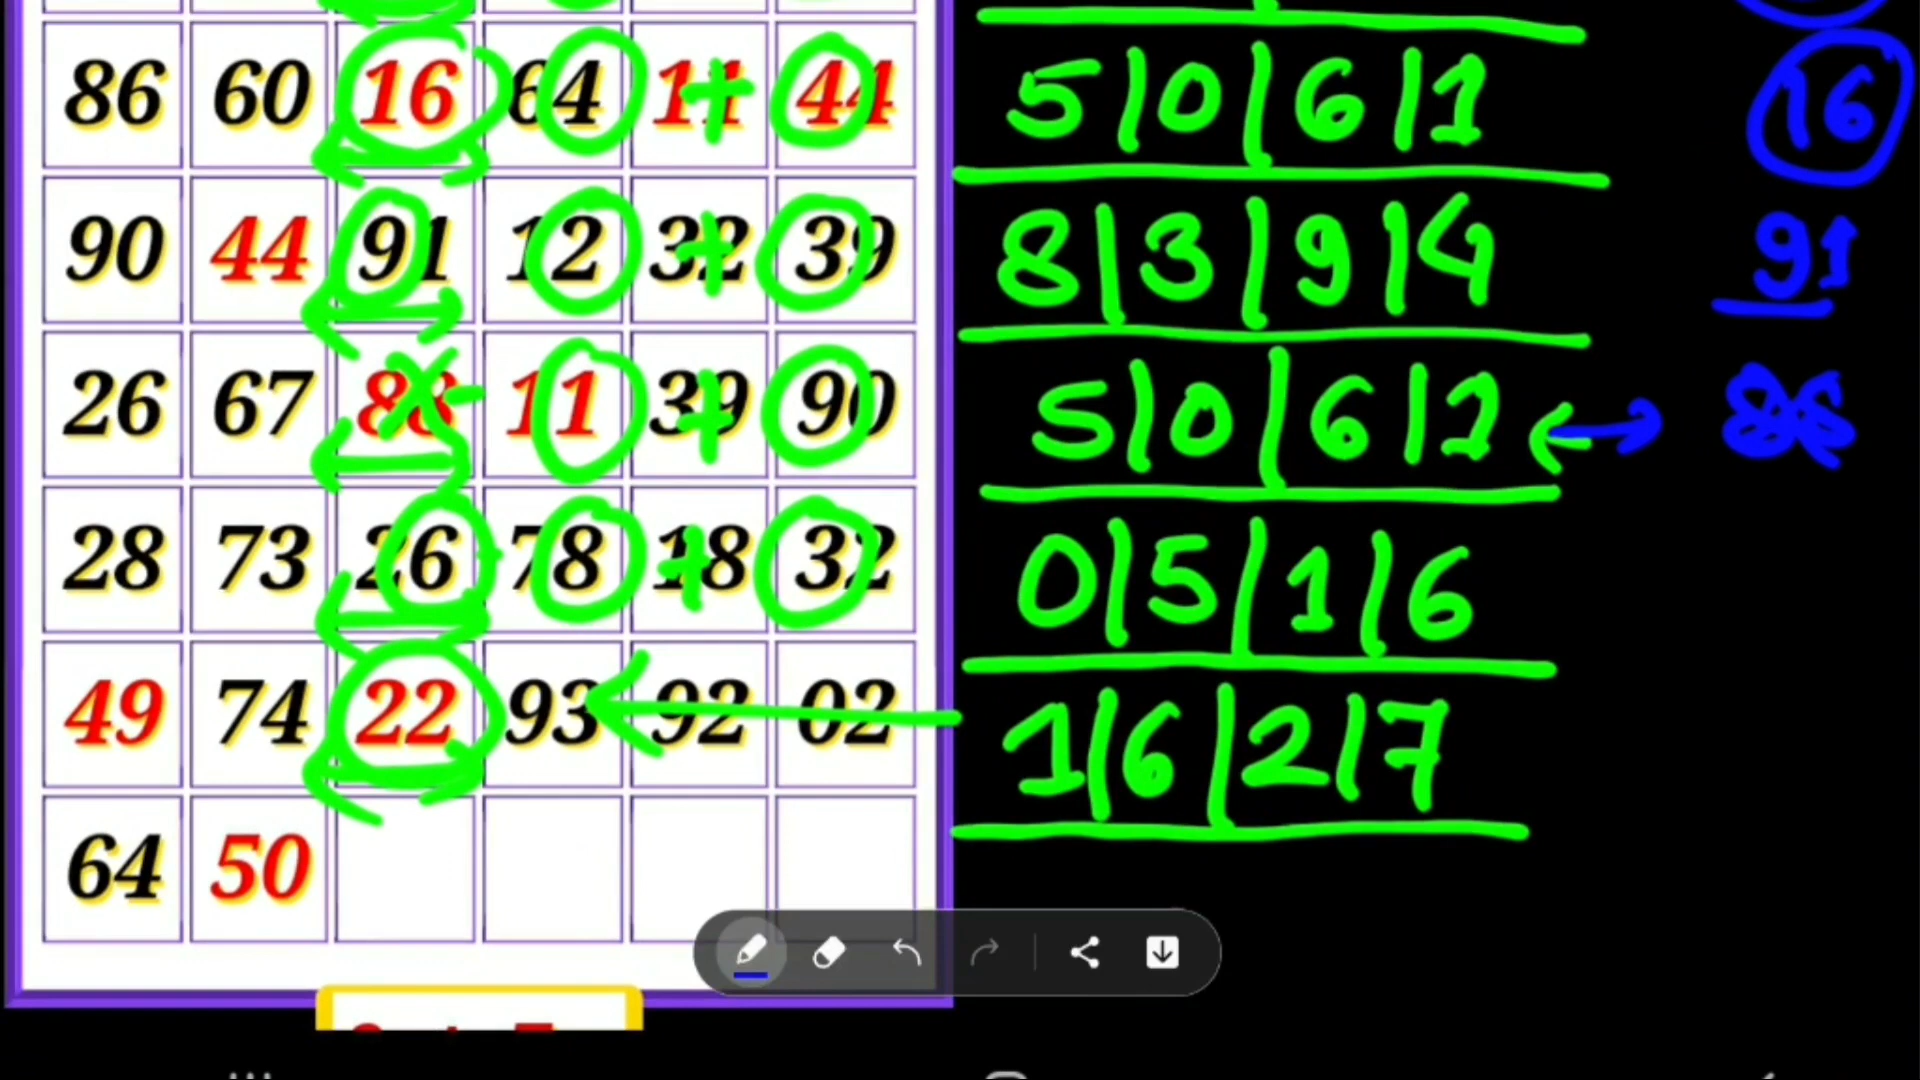 86 60 16 64 11 + 44 5|0|6|1 16
90 44 91 12 32 + 39 8|3|9|4 91
26 67 88 11 39 + 90 5|0|6|1
28 73 26 78 18 + 32 0|5|1|6
49 74 22 93 92 02 1|6|2|7
64 50